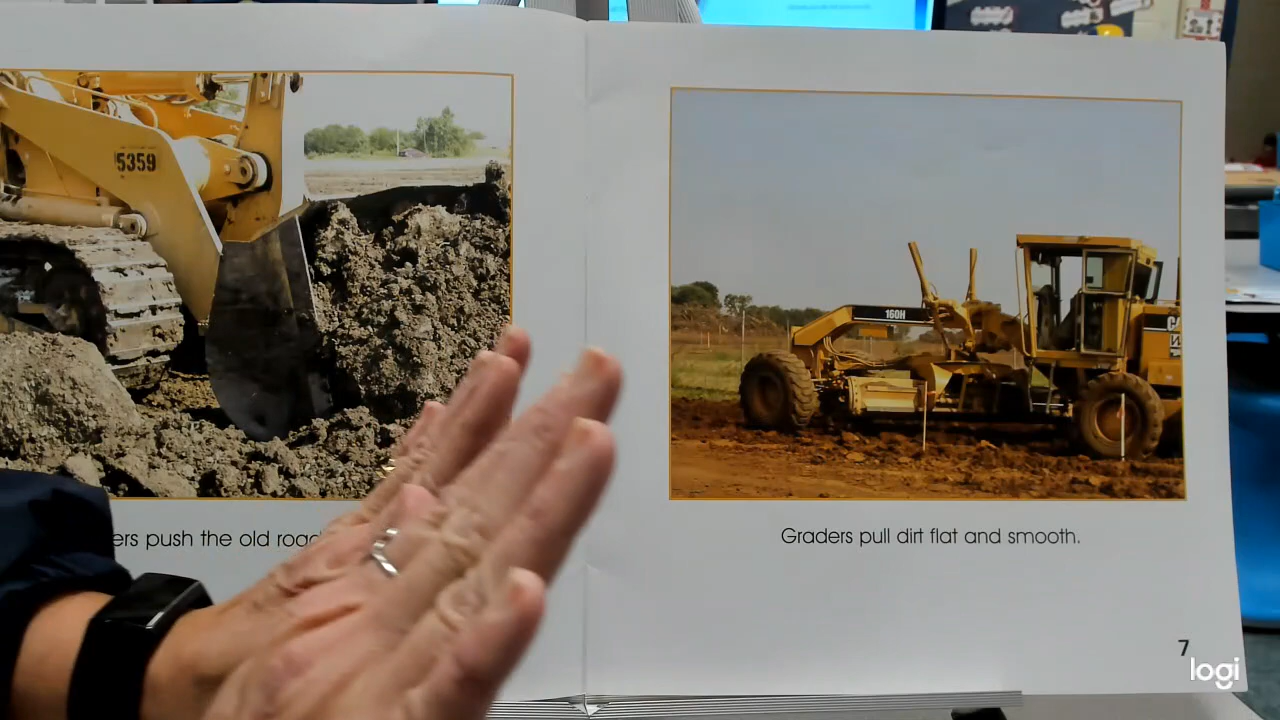 5359
160H
ers push the old road
Graders pull dirt flat and smooth.
7
logi